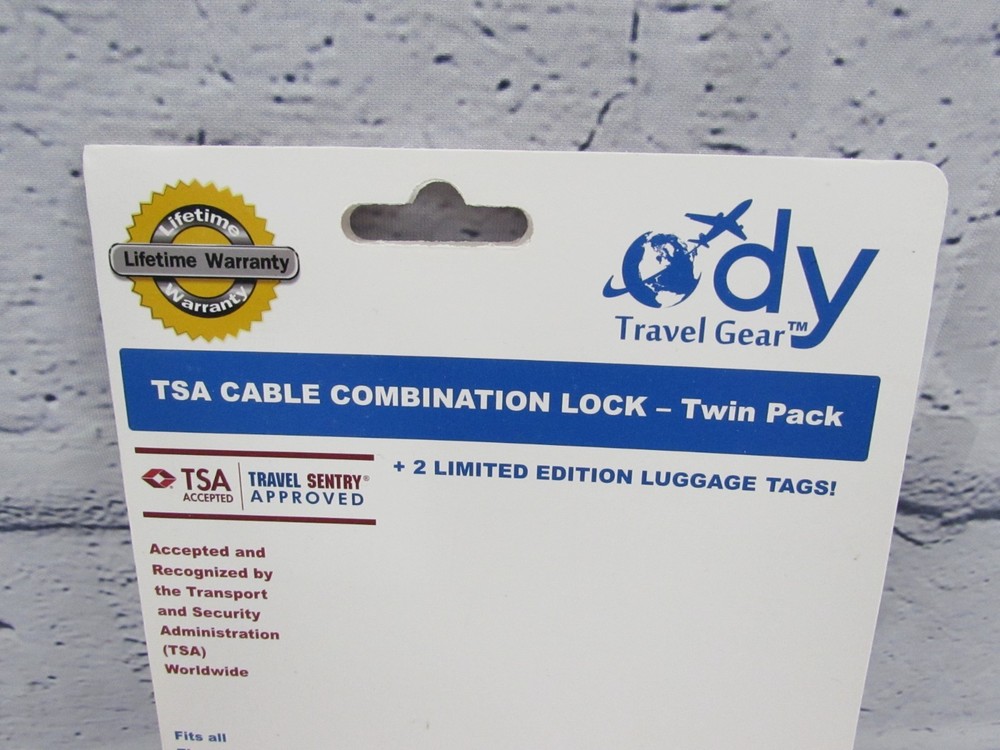 Lifetime
Lifetime Warranty
Warranty
Ody
Travel Gear™
TSA CABLE COMBINATION LOCK – Twin Pack
+ 2 LIMITED EDITION LUGGAGE TAGS!
TSA
ACCEPTED
TRAVEL SENTRY®
APPROVED
Accepted and
Recognized by
the Transport
and Security
Administration
(TSA)
Worldwide
Fits all